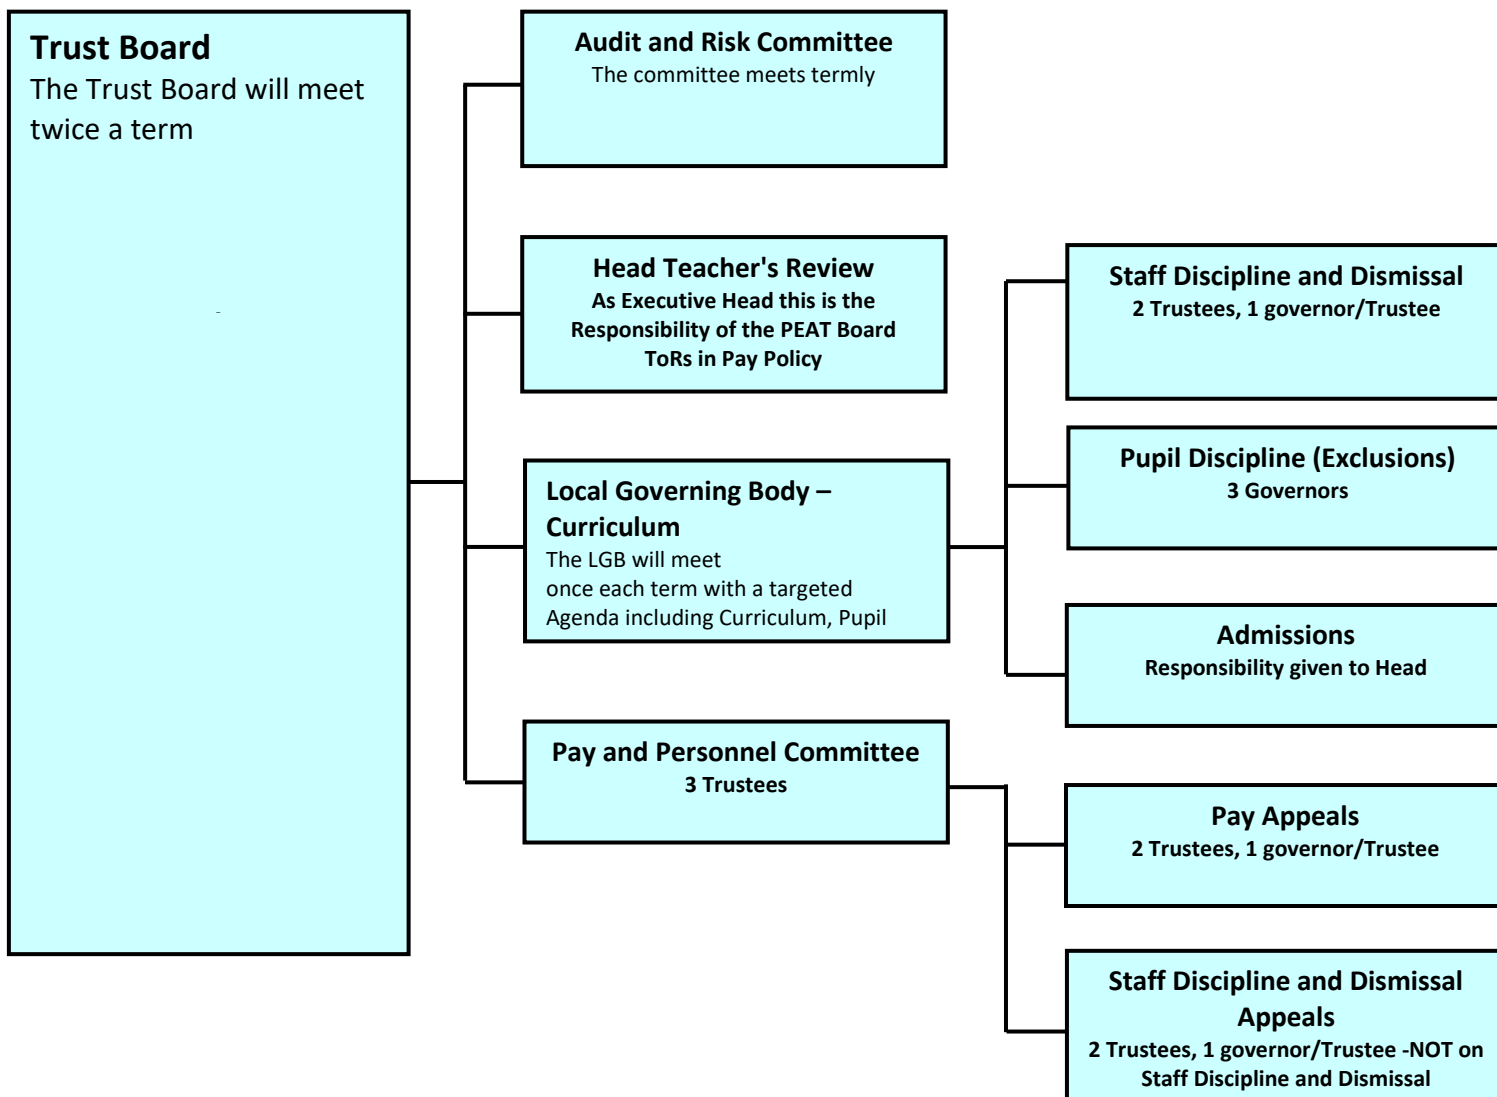 Trust Board
The Trust Board will meet
twice a term
Audit and Risk Committee
The committee meets termly
Head Teacher's Review
As Executive Head this is the
Responsibility of the PEAT Board
ToRs in Pay Policy
Local Governing Body –
Curriculum
The LGB will meet
once each term with a targeted
Agenda including Curriculum, Pupil
Pay and Personnel Committee
3 Trustees
Staff Discipline and Dismissal
2 Trustees, 1 governor/Trustee
Pupil Discipline (Exclusions)
3 Governors
Admissions
Responsibility given to Head
Pay Appeals
2 Trustees, 1 governor/Trustee
Staff Discipline and Dismissal
Appeals
2 Trustees, 1 governor/Trustee -NOT on
Staff Discipline and Dismissal